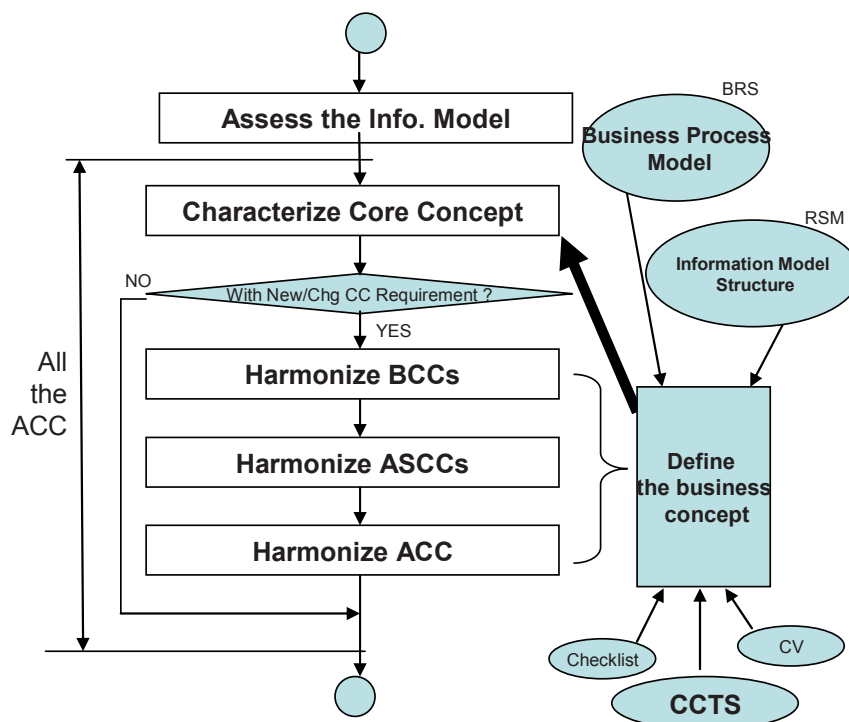 BRS
Assess the Info. Model
Business Process
Model
Characterize Core Concept
RSM
Information Model
Structure
NO
With New/Chg CC Requirement ?
YES
All
the
ACC
Harmonize BCCs
Harmonize ASCCs
Harmonize ACC
Define
the business
concept
Checklist
CV
CCTS